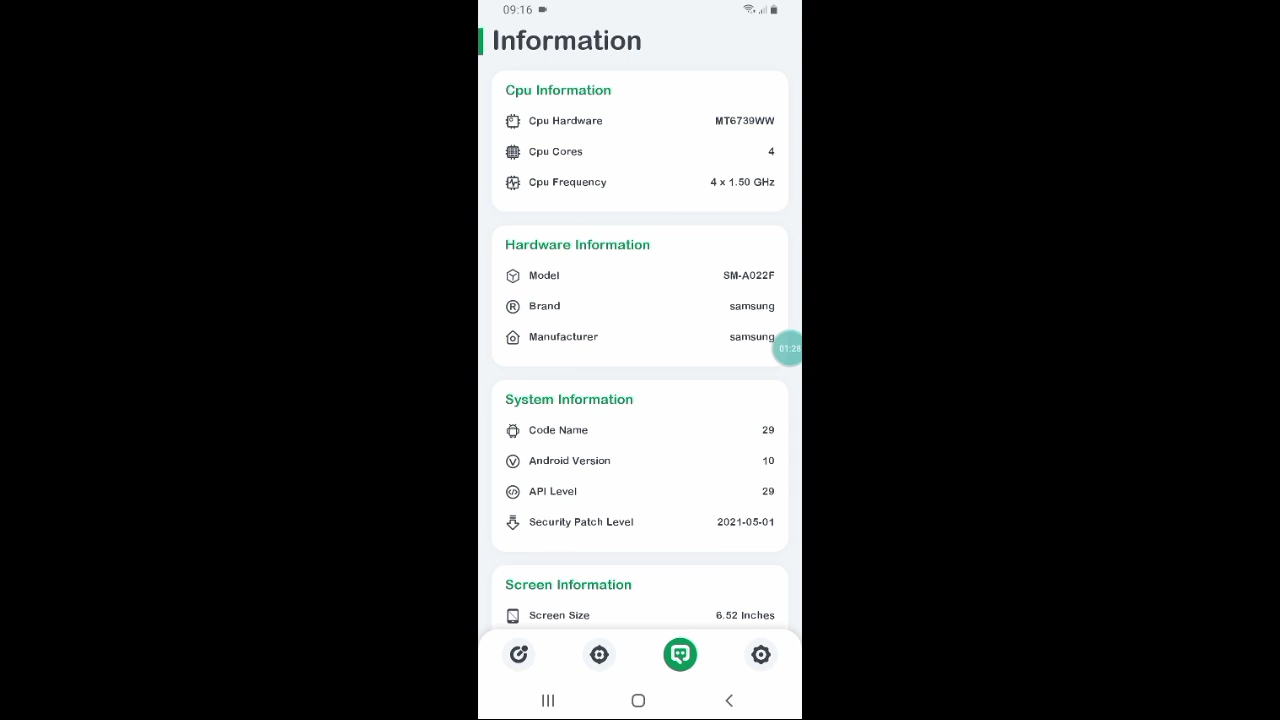 09:16
Information
Cpu Information
Cpu Hardware MT6739WW
Cpu Cores 4
Cpu Frequency 4 x 1.50 GHz
Hardware Information
Model SM-A022F
Brand samsung
Manufacturer samsung
01:28
System Information
Code Name 29
Android Version 10
API Level 29
Security Patch Level 2021-05-01
Screen Information
Screen Size 6.52 Inches